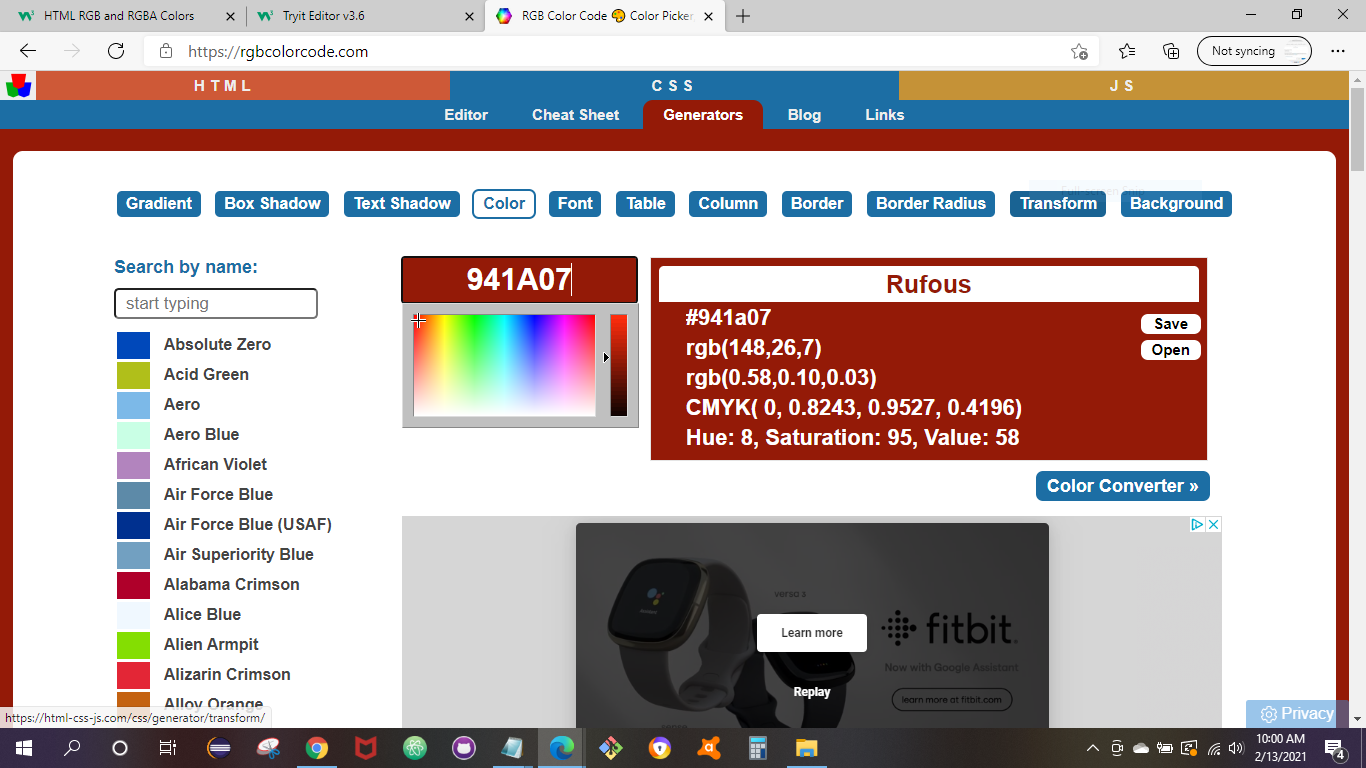 HTML RGB and RGBA Colors
Tryit Editor v3.6
RGB Color Code 🎨 Color Picker
https://rgbcolorcode.com
Not syncing
HTML
CSS
JS
Editor
Cheat Sheet
Generators
Blog
Links
Full-screen Snip
Gradient
Box Shadow
Text Shadow
Color
Font
Table
Column
Border
Border Radius
Transform
Background
Search by name:
start typing
Absolute Zero
Acid Green
Aero
Aero Blue
African Violet
Air Force Blue
Air Force Blue (USAF)
Air Superiority Blue
Alabama Crimson
Alice Blue
Alien Armpit
Alizarin Crimson
Alloy Orange
941A07
Rufous
#941a07
rgb(148,26,7)
rgb(0.58,0.10,0.03)
CMYK( 0, 0.8243, 0.9527, 0.4196)
Hue: 8, Saturation: 95, Value: 58
Save
Open
Color Converter »
verso 3
Learn more
Replay
fitbit.
Now with Google Assistant
learn more at fitbit.com
https://html-css-js.com/css/generator/transform/
Privacy
10:00 AM
2/13/2021
4